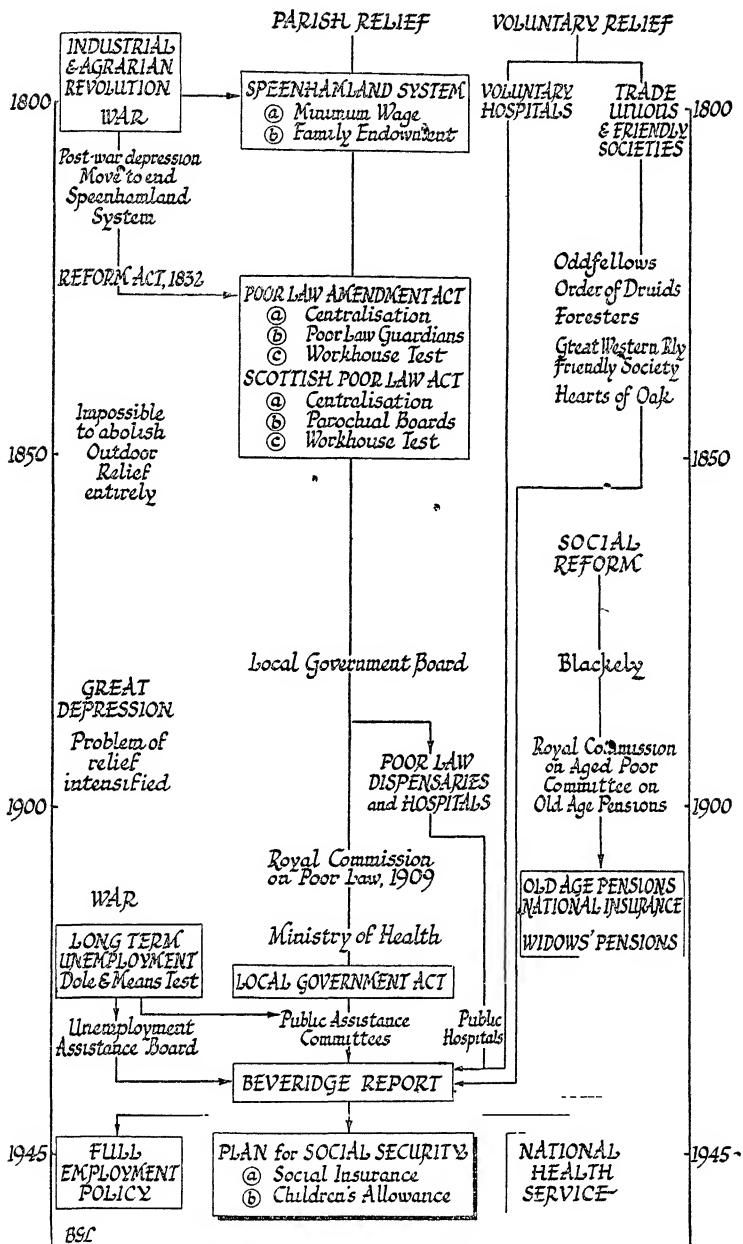 PARISH RELIEF
VOLUNTARY RELIEF
INDUSTRIAL
& AGRARIAN
REVOLUTION
WAR
SPEENHAMLAND SYSTEM
ⓐ Minimum Wage
ⓑ Family Endowment
VOLUNTARY
HOSPITALS
TRADE
UNIONS
& FRIENDLY
SOCIETIES
1800
1800
Post-war depression
Move to end
Speenhamland
System
REFORM ACT, 1832
POOR LAW AMENDMENT ACT
ⓐ Centralisation
ⓑ Poor Law Guardians
ⓒ Workhouse Test
SCOTTISH POOR LAW ACT
ⓐ Centralisation
ⓑ Parochial Boards
ⓒ Workhouse Test
Oddfellows
Order of Druids
Foresters
Great Western Rly
Friendly Society
Hearts of Oak
Impossible
to abolish
Outdoor
Relief
entirely
1850
1850
SOCIAL
REFORM
Local Government Board
Blackely
GREAT
DEPRESSION
Problem of
relief
intensified
POOR LAW
DISPENSARIES
and HOSPITALS
Royal Commission
on Aged Poor
Committee on
Old Age Pensions
1900
1900
Royal Commission
on Poor Law, 1909
OLD AGE PENSIONS
NATIONAL INSURANCE
WIDOWS' PENSIONS
WAR
LONG TERM
UNEMPLOYMENT
Dole & Means Test
Ministry of Health
LOCAL GOVERNMENT ACT
Unemployment
Assistance Board
Public Assistance
Committees
Public
Hospitals
BEVERIDGE REPORT
1945
1945
FULL
EMPLOYMENT
POLICY
PLAN for SOCIAL SECURITY
ⓐ Social Insurance
ⓑ Children's Allowance
NATIONAL
HEALTH
SERVICE
BSL